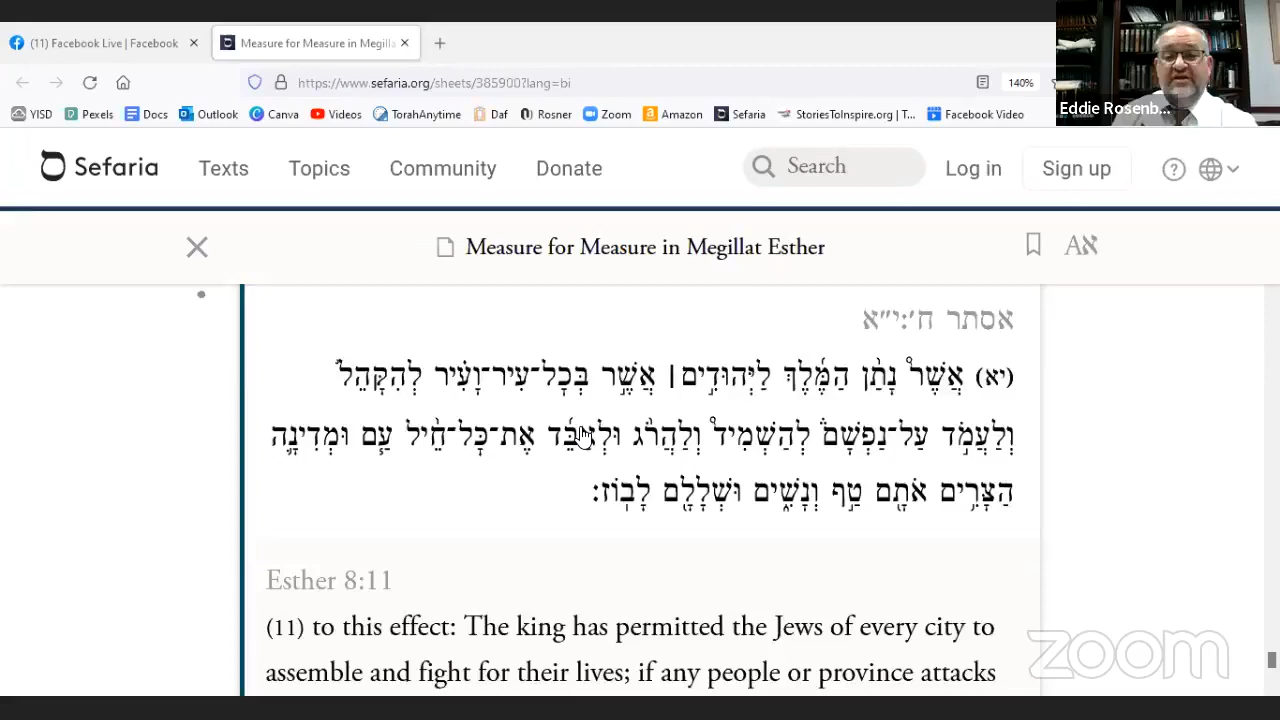 (11) Facebook Live | Facebook
Measure for Measure in Megilla
https://www.sefaria.org/sheets/385900?lang=bi
140%
Eddie Rosenb...
YISD Pexels Docs Outlook Canva Videos TorahAnytime Daf Rosner Zoom Amazon Sefaria StoriesToInspire.org | T... Facebook Video
Sefaria Texts Topics Community Donate Search Log in Sign up
Measure for Measure in Megillat Esther
אסתר ח׳:י״א
(יא) אֲשֶׁר֩ נָתַ֨ן הַמֶּ֜לֶךְ לַיְּהוּדִ֣ים ׀ אֲשֶׁ֣ר בְּכׇל־עִיר־וָעִ֗יר לְהִקָּהֵל֮
וְלַעֲמֹ֣ד עַל־נַפְשָׁם֒ לְהַשְׁמִיד֩ וְלַהֲרֹ֨ג וּלְאַבֵּ֜ד אֶת־כׇּל־חֵ֨יל עַ֧ם וּמְדִינָ֛ה
הַצָּרִ֥ים אֹתָ֖ם טַ֣ף וְנָשִׁ֑ים וּשְׁלָלָ֖ם לָבֽוֹז׃
Esther 8:11
(11) to this effect: The king has permitted the Jews of every city to
assemble and fight for their lives; if any people or province attacks
zoom